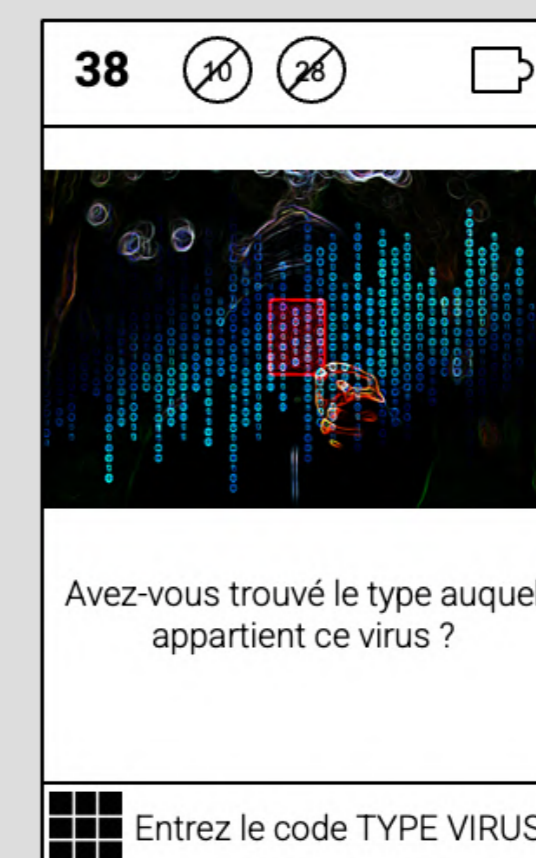 38 10 28
Avez-vous trouvé le type auquel
appartient ce virus ?
Entrez le code TYPE VIRUS